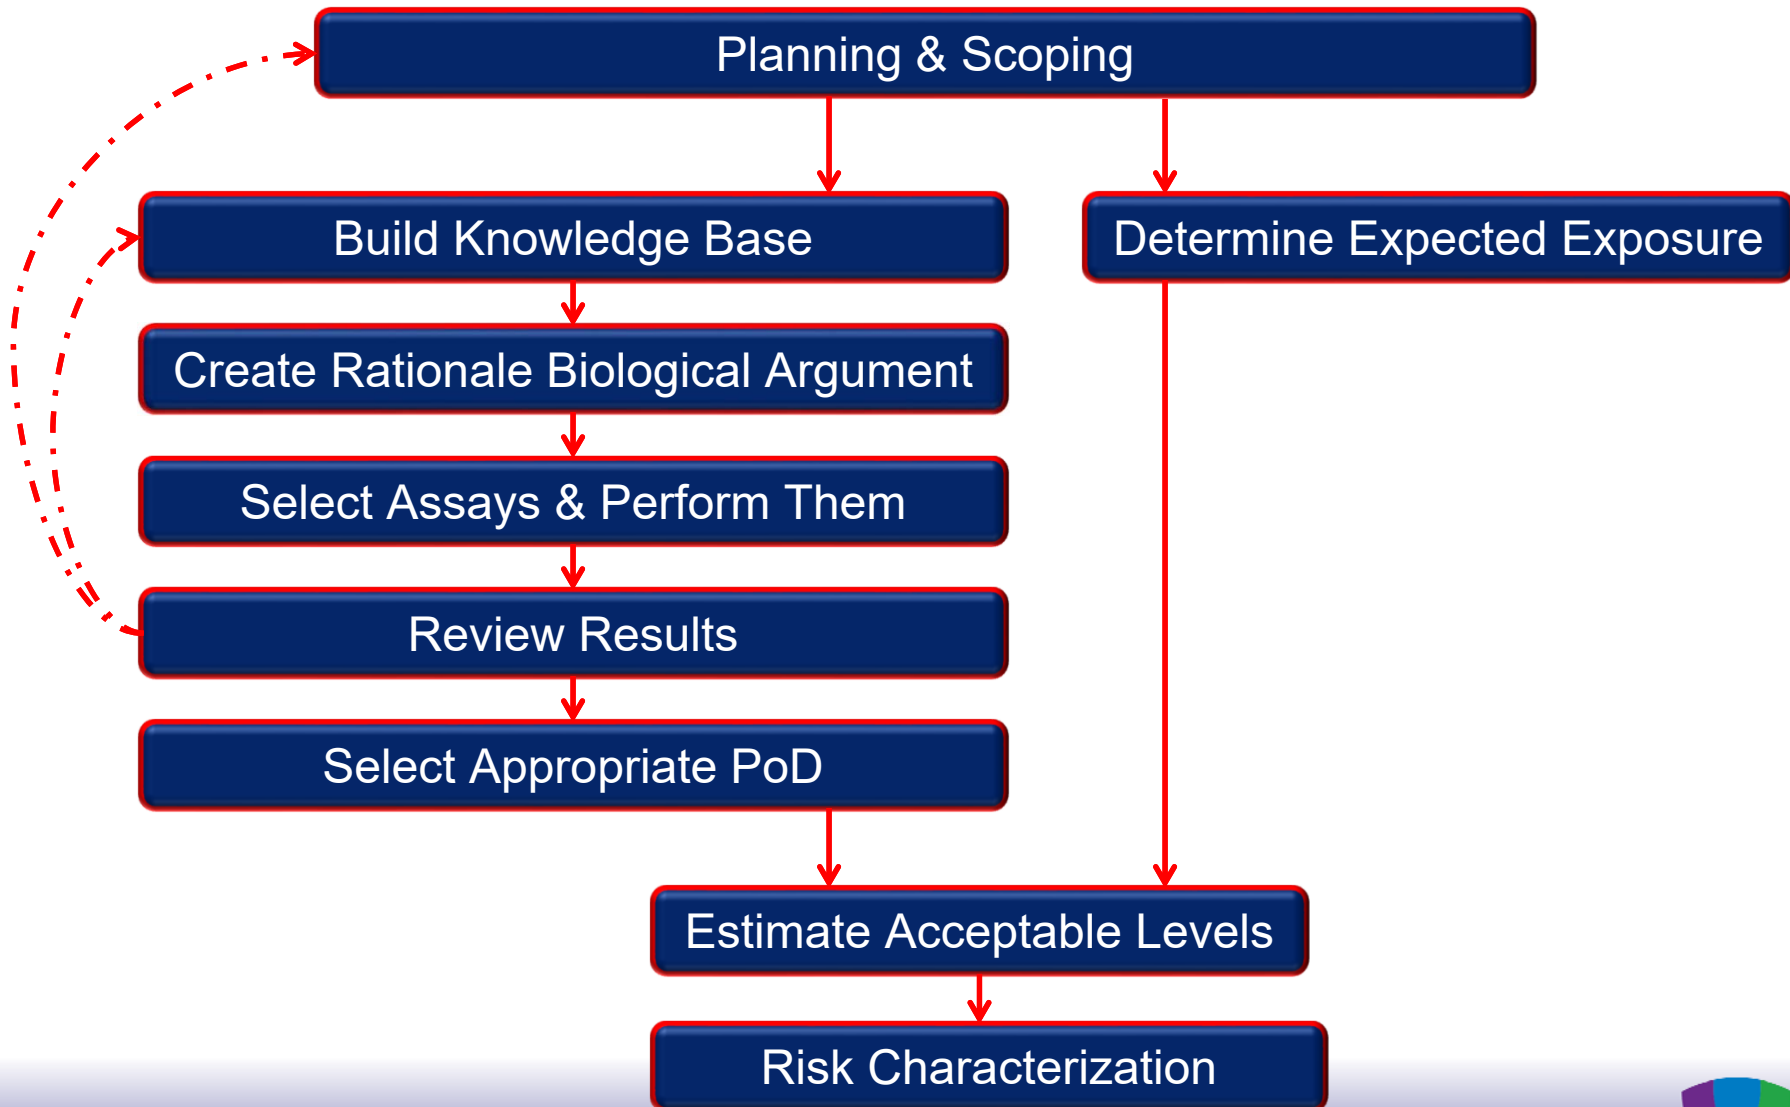 Planning & Scoping
Build Knowledge Base
Determine Expected Exposure
Create Rationale Biological Argument
Select Assays & Perform Them
Review Results
Select Appropriate PoD
Estimate Acceptable Levels
Risk Characterization